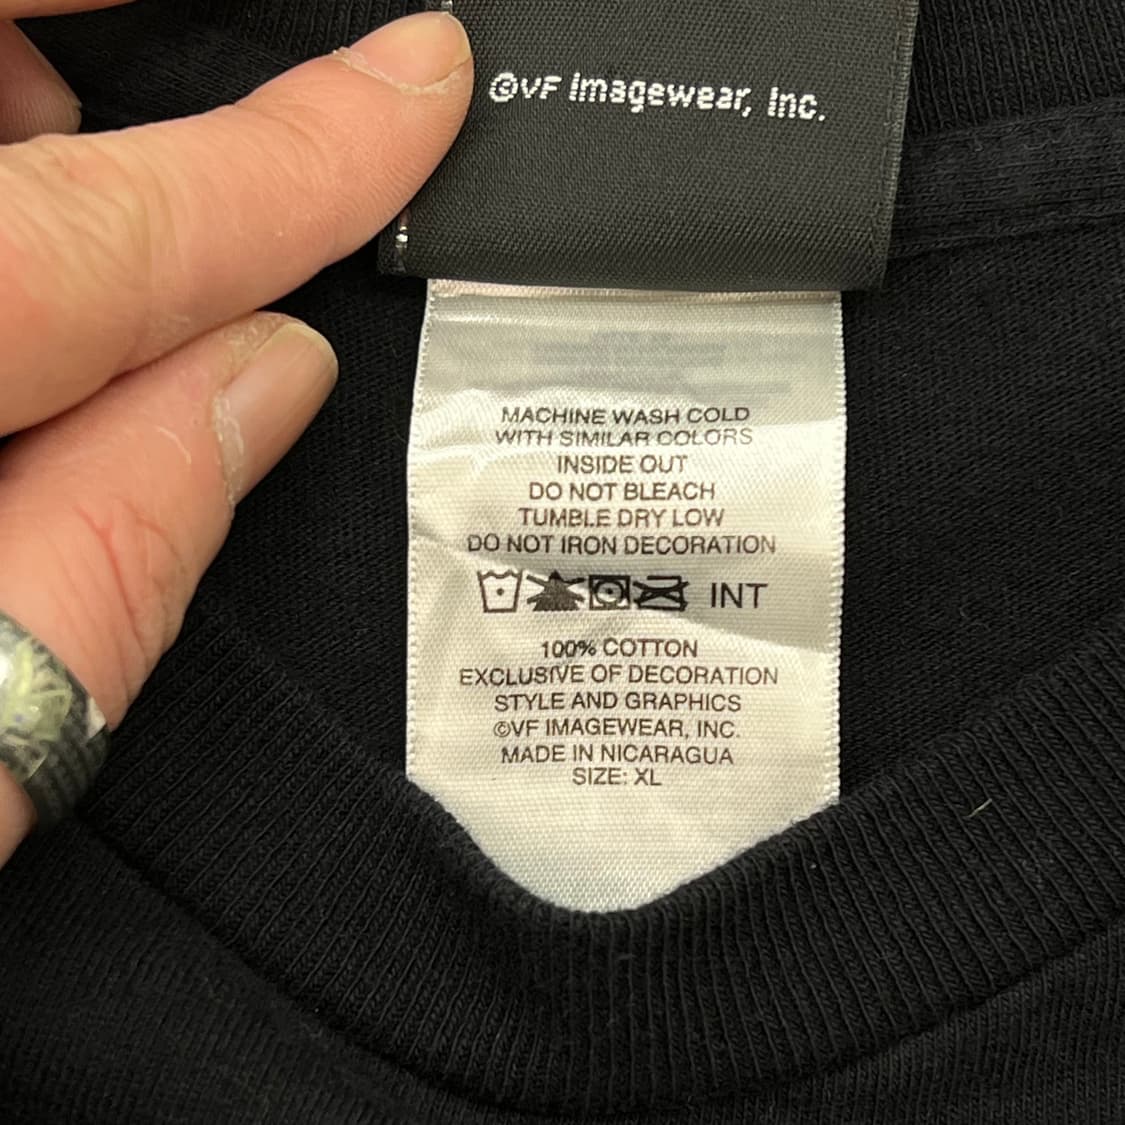 ©VF Imagewear, Inc.
MACHINE WASH COLD
WITH SIMILAR COLORS
INSIDE OUT
DO NOT BLEACH
TUMBLE DRY LOW
DO NOT IRON DECORATION
INT
100% COTTON
EXCLUSIVE OF DECORATION
STYLE AND GRAPHICS
©VF IMAGEWEAR, INC.
MADE IN NICARAGUA
SIZE: XL